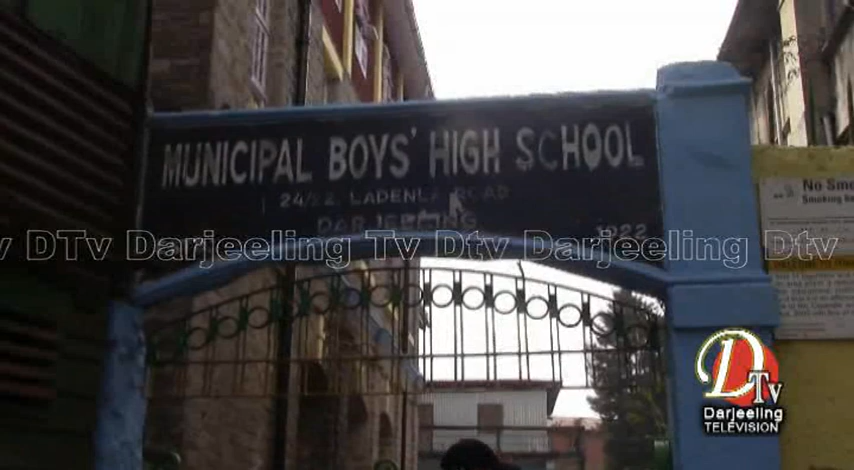 MUNICIPAL BOYS' HIGH SCHOOL
24/22, LADENLA ROAD
DARJEELING
1922
v DTv Darjeeling Tv Dtv Darjeeling Dtv
No Smo
DTv
Darjeeling
TELEVISION